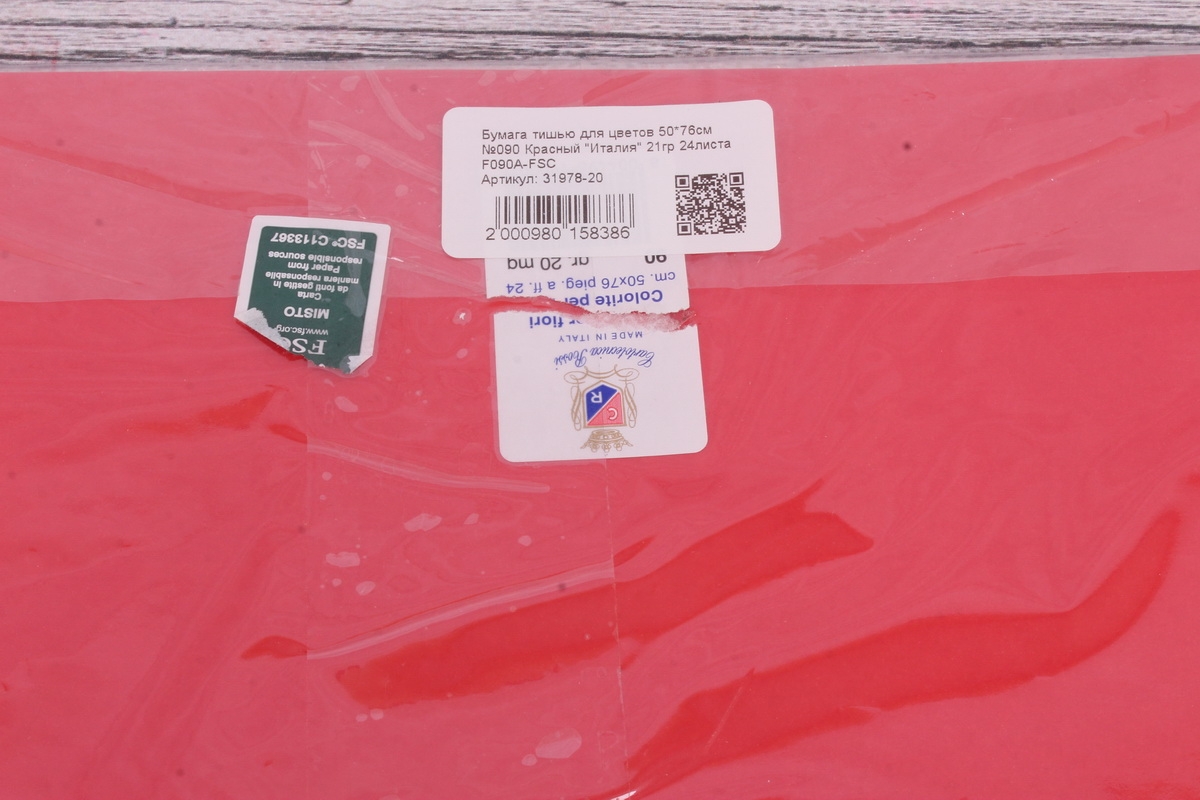 Бумага тишью для цветов 50*76см
№090 Красный "Италия" 21гр 24листа
F090A-FSC
Артикул: 31978-20
2 000980 158386
C
R
Cartotecnica Rossi
MADE IN ITALY
Colorite per fiori
cm. 50x76 pieg. a ff. 24
gr. 20 mq
90
FSC
www.fsc.org
MISTO
Carta
da fonti gestite in
maniera responsabile
Paper from
responsible sources
FSC® C113367